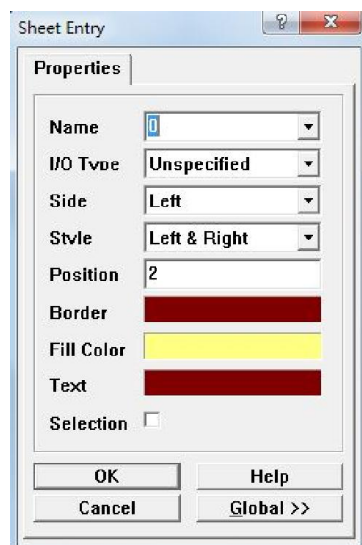 Sheet Entry
Properties
Name 0
I/O Type Unspecified
Side Left
Style Left & Right
Position 2
Border
Fill Color
Text
Selection
OK Help
Cancel Global >>